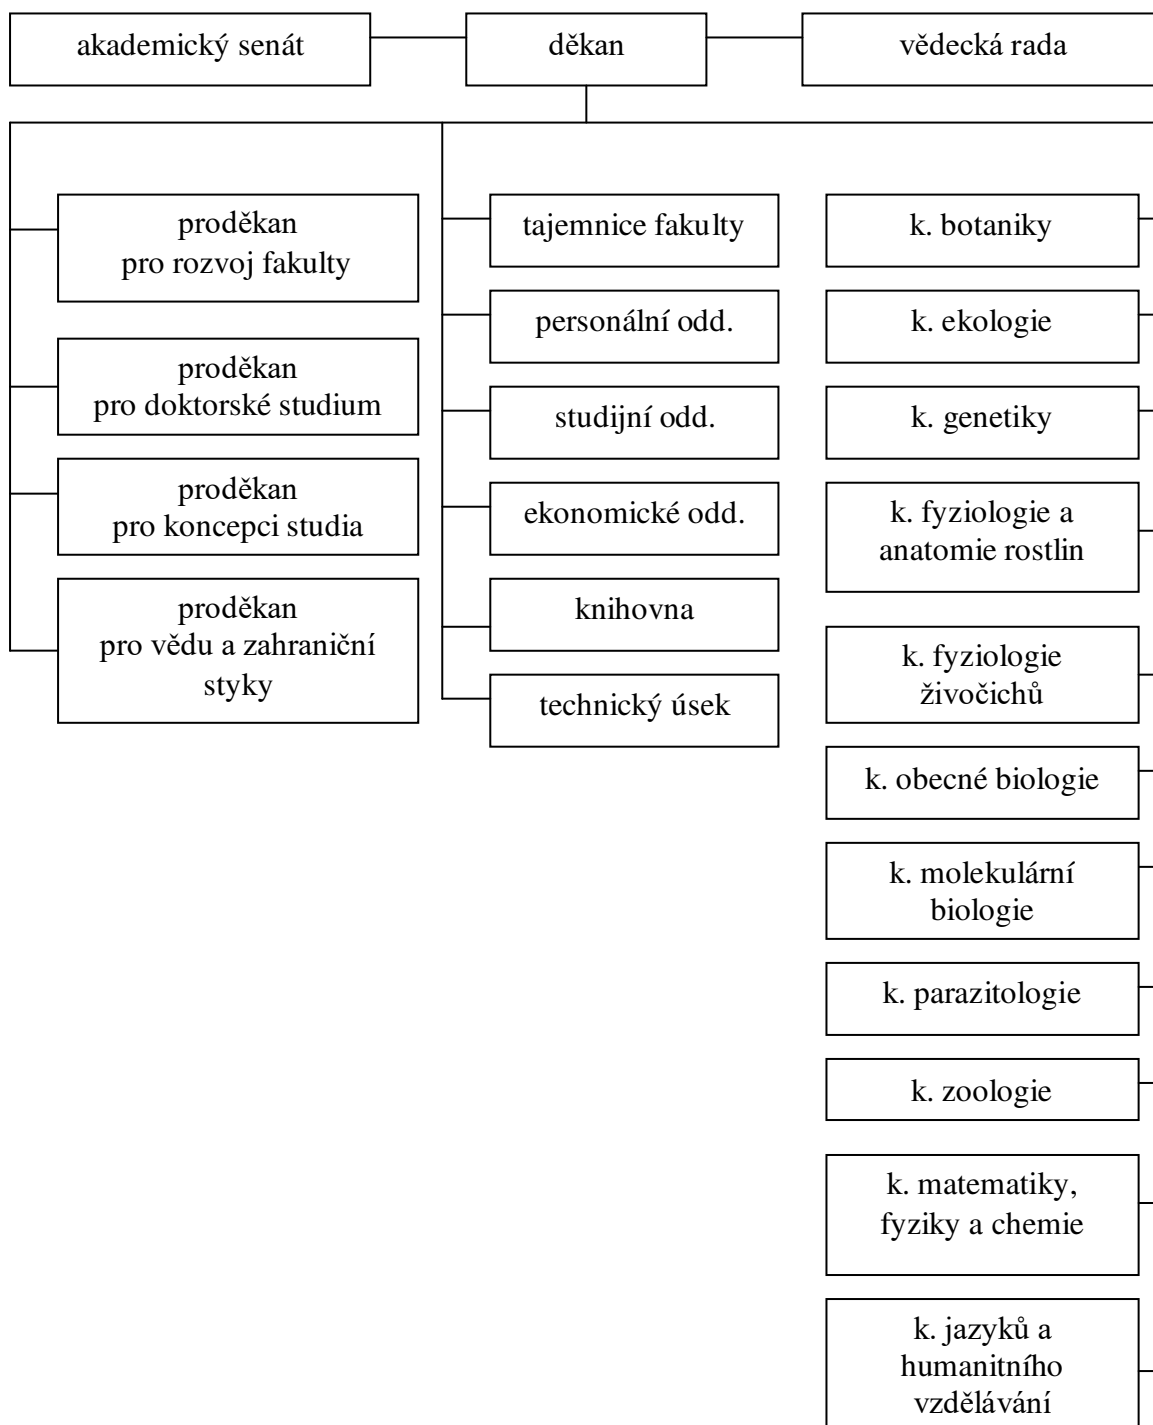 akademický senát
děkan
vědecká rada
proděkan
pro rozvoj fakulty
proděkan
pro doktorské studium
proděkan
pro koncepci studia
proděkan
pro vědu a zahraniční
styky
tajemnice fakulty
personální odd.
studijní odd.
ekonomické odd.
knihovna
technický úsek
k. botaniky
k. ekologie
k. genetiky
k. fyziologie a
anatomie rostlin
k. fyziologie
živočichů
k. obecné biologie
k. molekulární
biologie
k. parazitologie
k. zoologie
k. matematiky,
fyziky a chemie
k. jazyků a
humanitního
vzdělávání